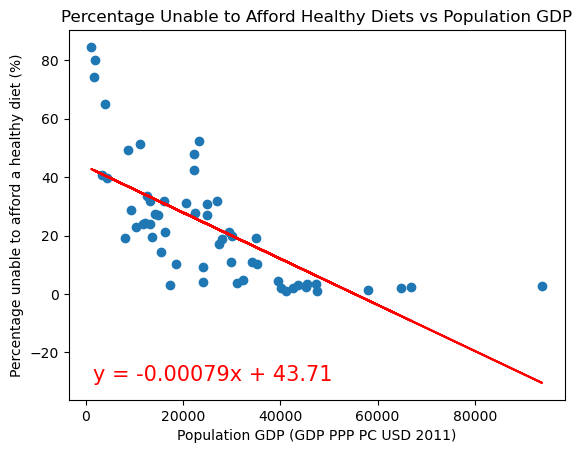 Percentage Unable to Afford Healthy Diets vs Population GDP
Percentage unable to afford a healthy diet (%)
80
60
40
20
0
−20
y = -0.00079x + 43.71
0 20000 40000 60000 80000
Population GDP (GDP PPP PC USD 2011)